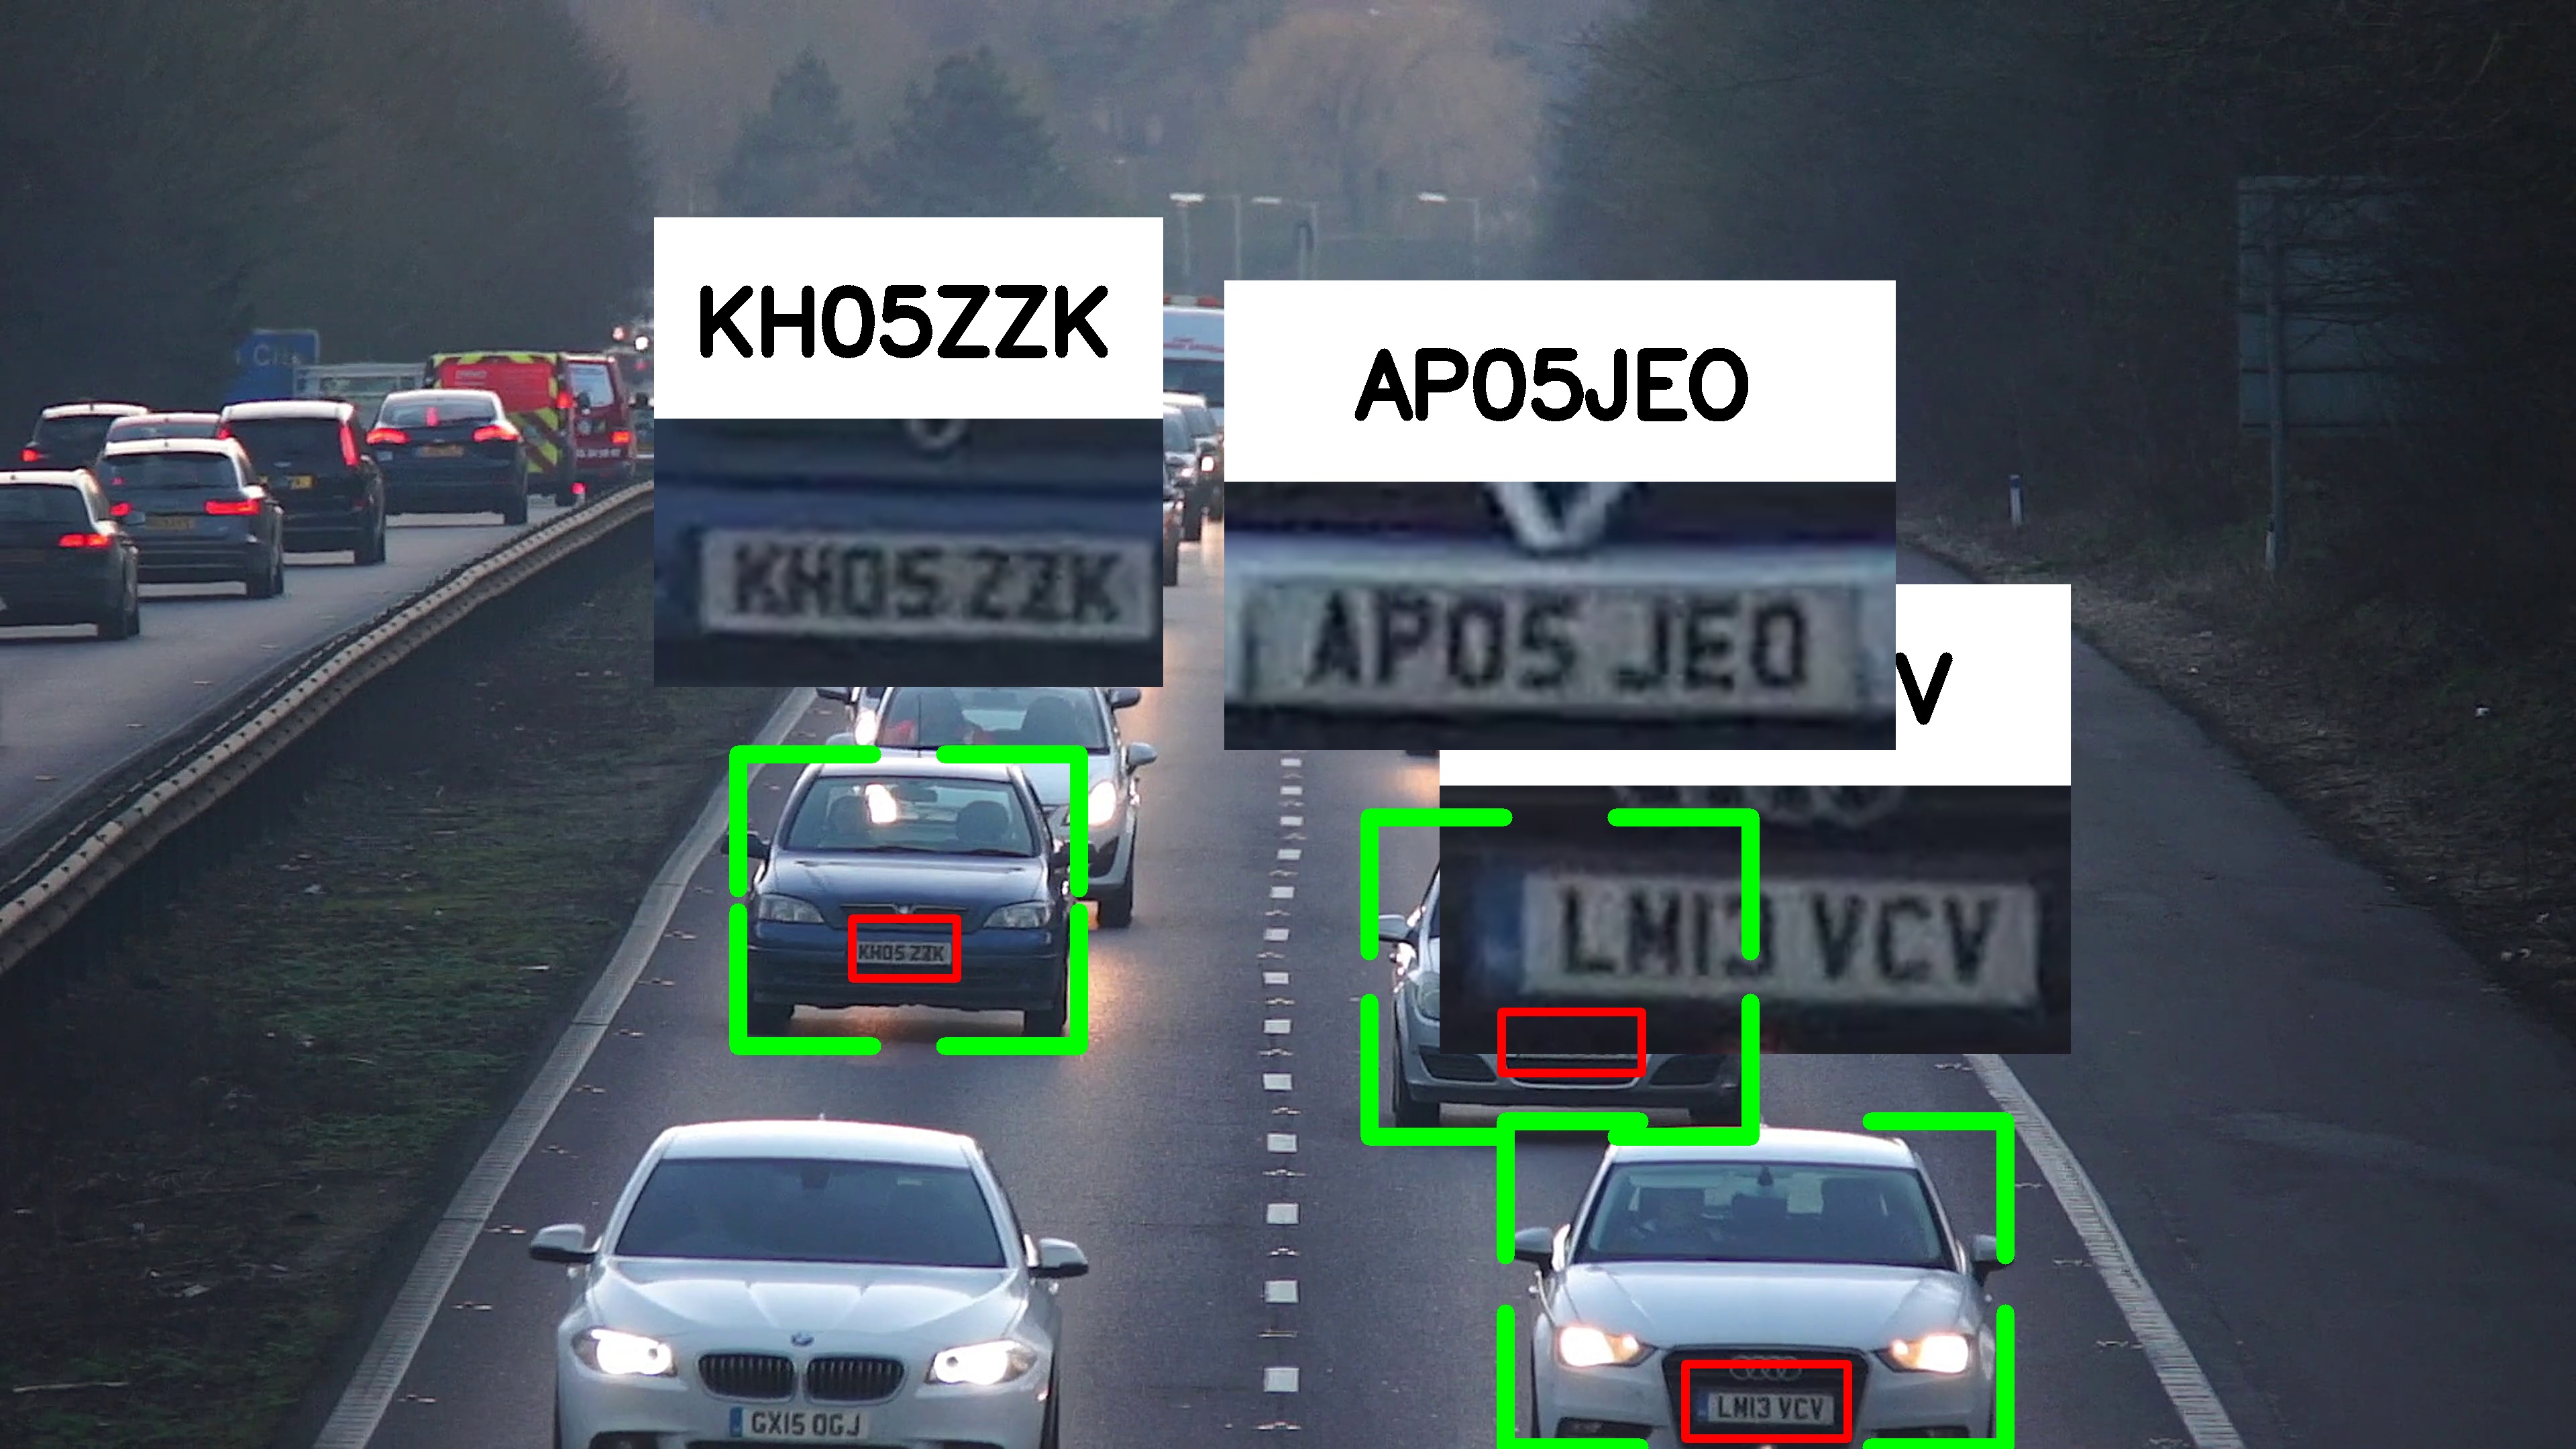 KH05ZZK
AP05JEO
KH05 ZZK
AP05 JEO
V
LM13 VCV
KH05 ZZK
LM13 VCV
GX15 OGJ